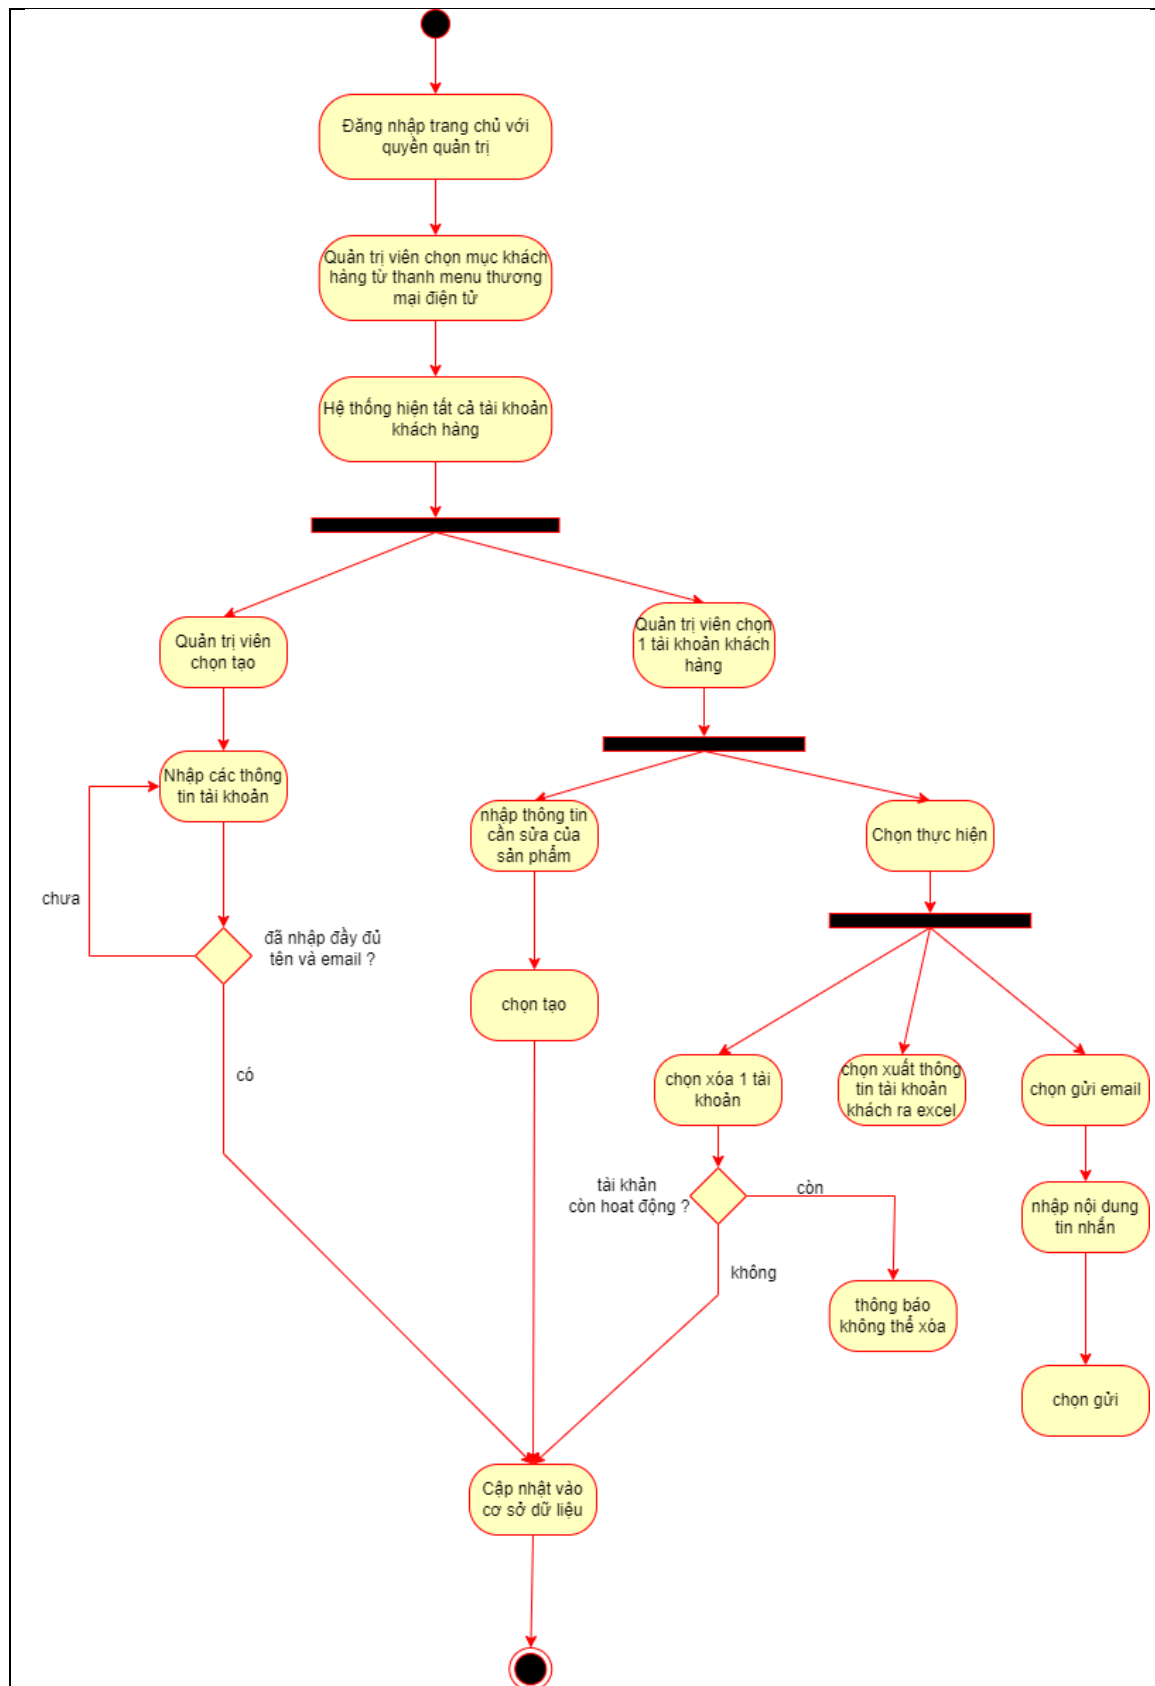 Đăng nhập trang chủ với
quyền quản trị
Quản trị viên chọn mục khách
hàng từ thanh menu thương
mại điện tử
Hệ thống hiện tất cả tài khoản
khách hàng
Quản trị viên
chọn tạo
Quản trị viên chọn
1 tài khoản khách
hàng
Nhập các thông
tin tài khoản
nhập thông tin
cần sửa của
sản phẩm
Chọn thực hiện
chưa
đã nhập đầy đủ
tên và email ?
chọn tạo
có
chọn xóa 1 tài
khoản
chọn xuất thông
tin tài khoản
khách ra excel
chọn gửi email
tài khản
còn hoat động ?
còn
nhập nội dung
tin nhắn
không
thông báo
không thể xóa
chọn gửi
Cập nhật vào
cơ sở dữ liệu